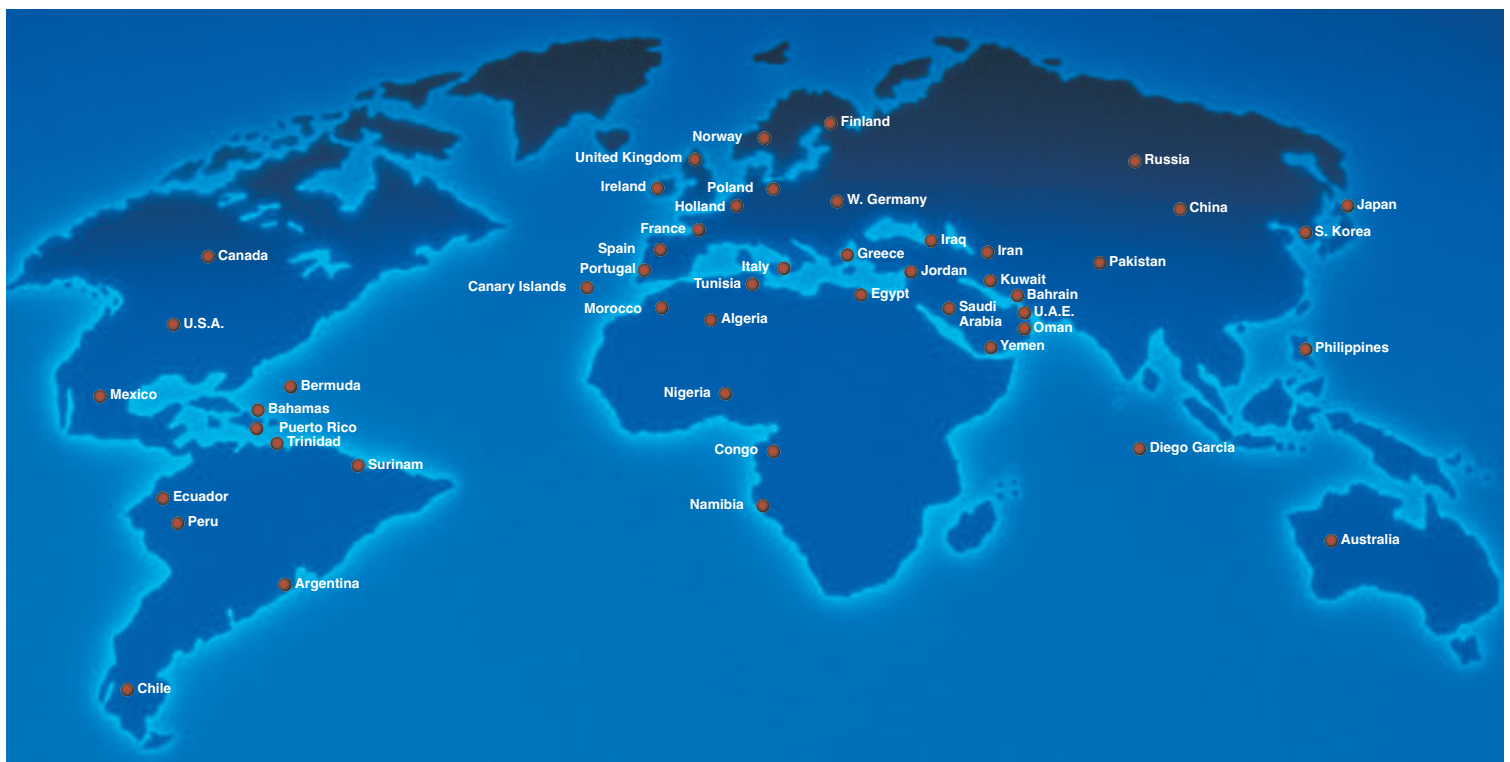 Finland
Norway
United Kingdom
Russia
Ireland
Poland
W. Germany
Holland
China
Japan
France
S. Korea
Spain
Iraq
Iran
Canada
Greece
Pakistan
Portugal
Italy
Jordan
Canary Islands
Tunisia
Kuwait
Egypt
Bahrain
Morocco
Algeria
Saudi
Arabia
U.A.E.
U.S.A.
Oman
Yemen
Philippines
Bermuda
Mexico
Nigeria
Bahamas
Puerto Rico
Trinidad
Congo
Diego Garcia
Surinam
Ecuador
Namibia
Peru
Australia
Argentina
Chile